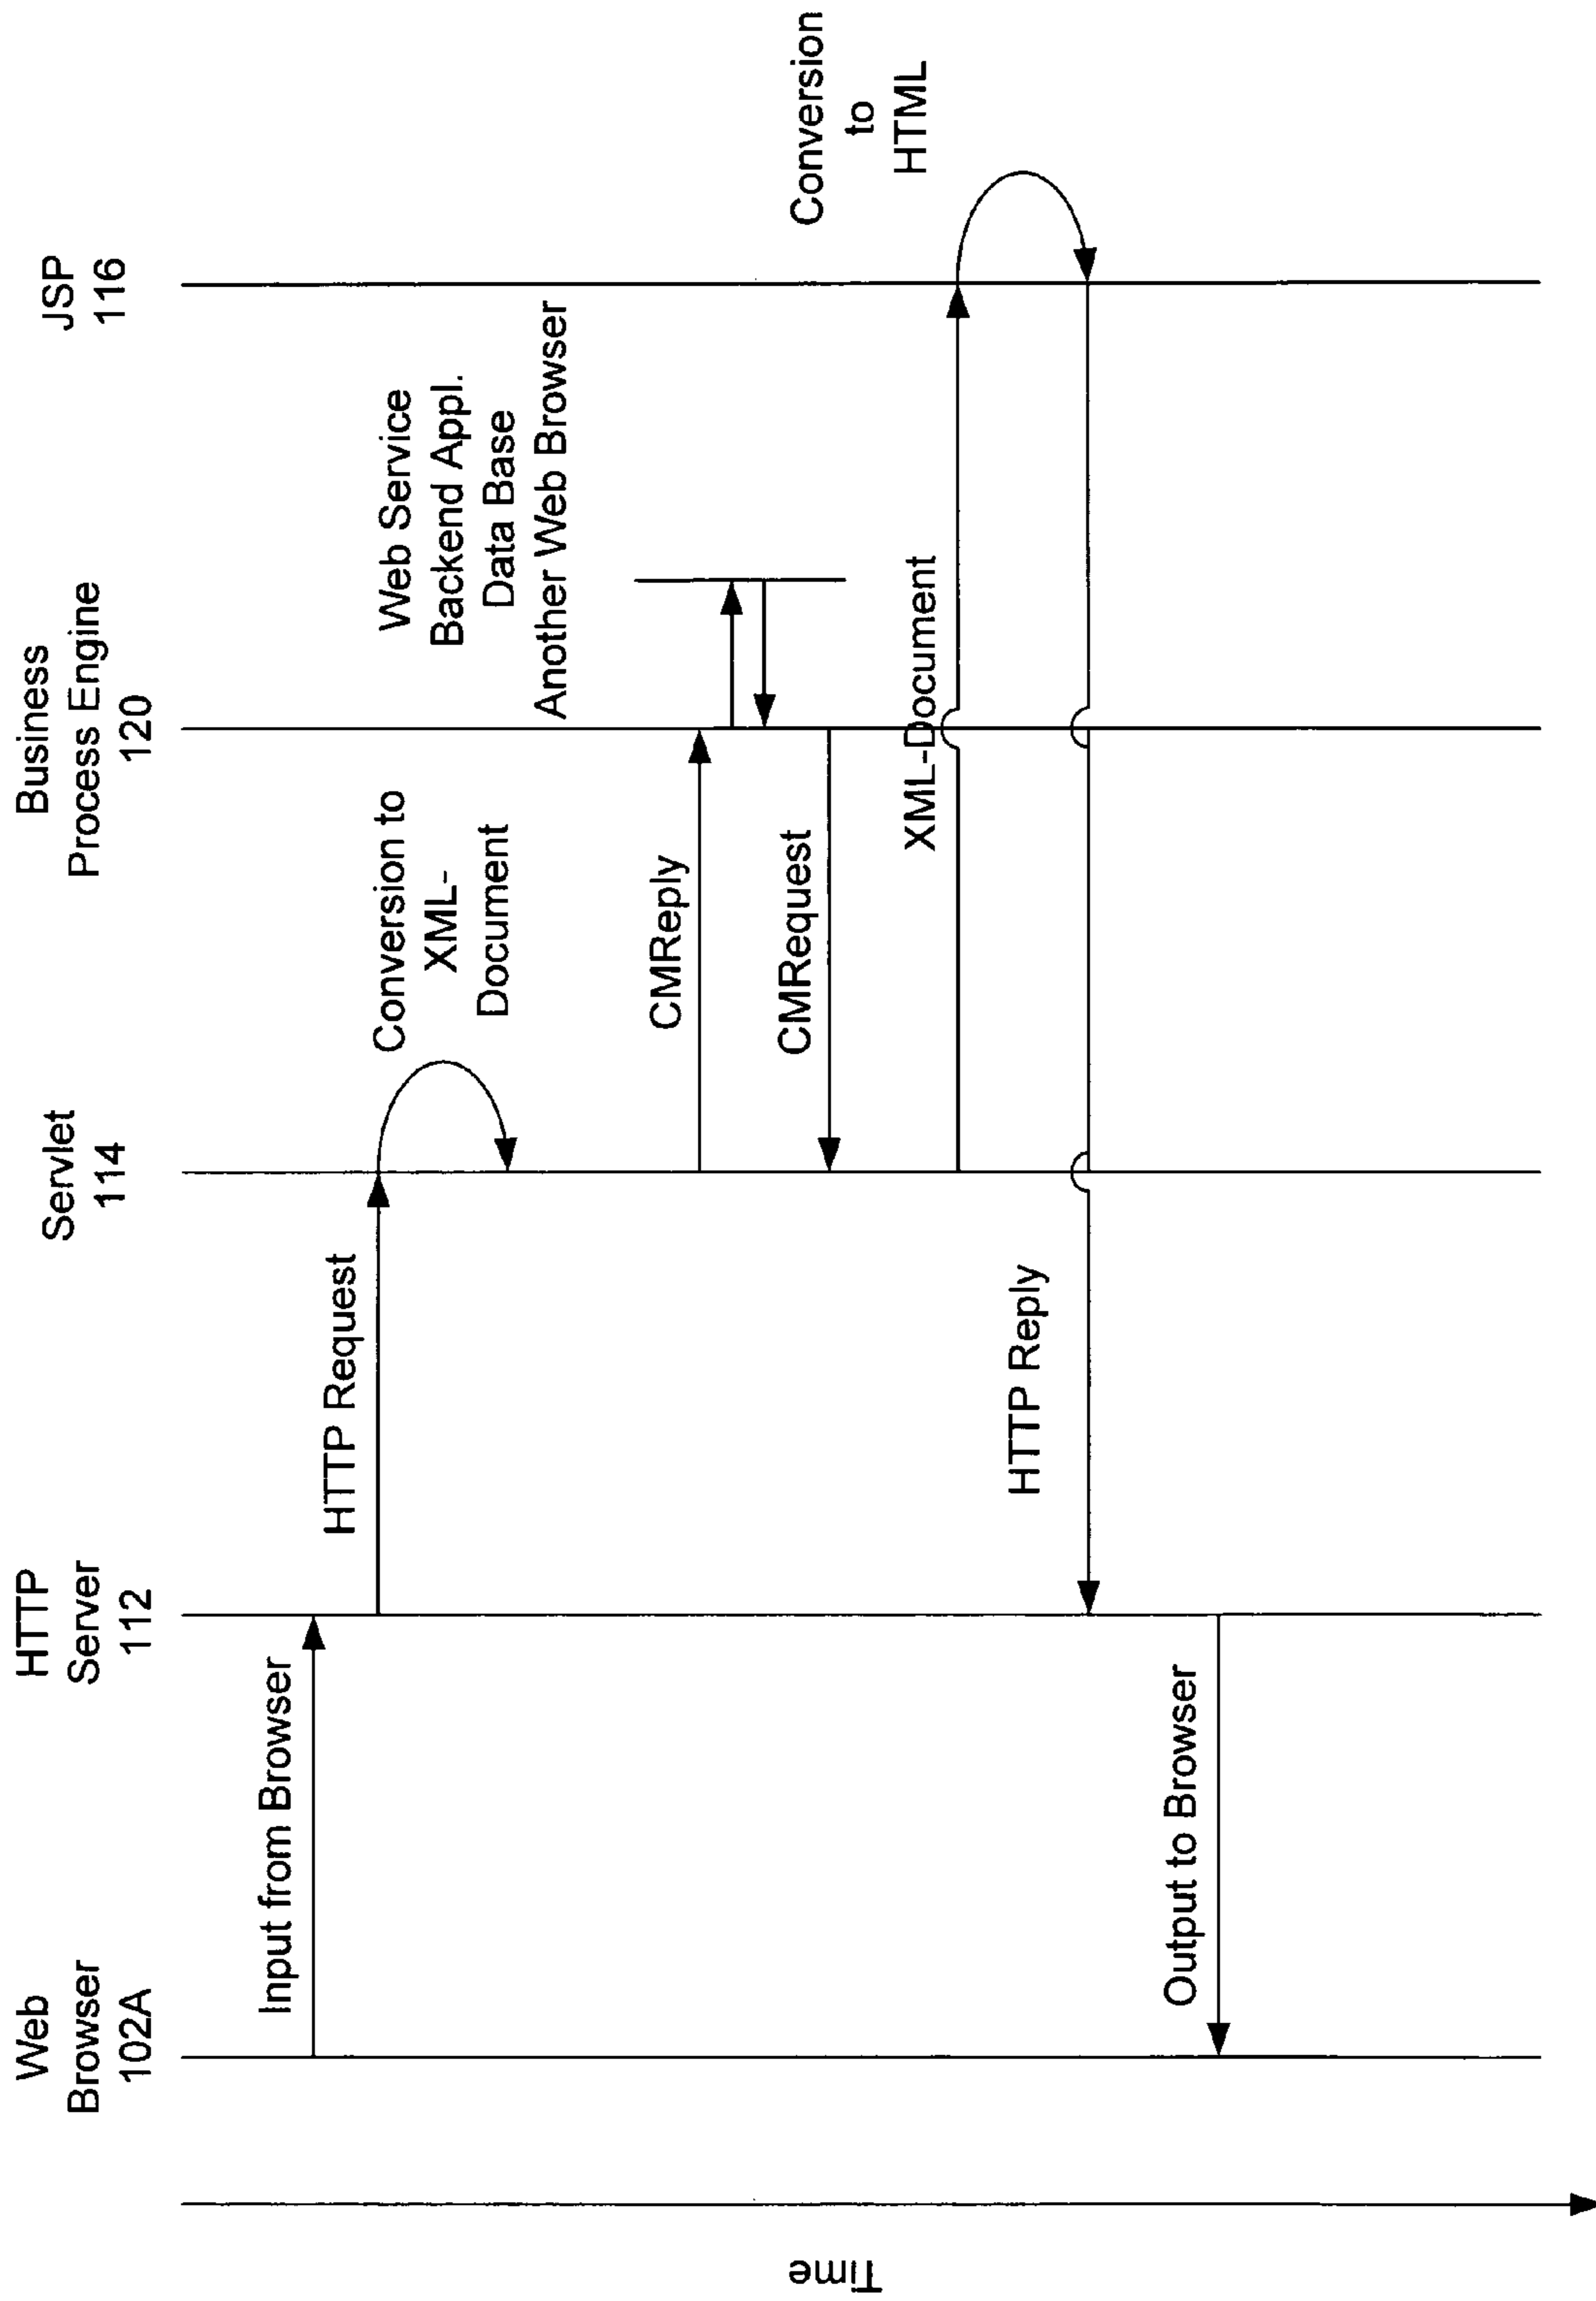 Web
Browser
102A
HTTP
Server
112
Servlet
114
Business
Process Engine
120
JSP
116
Time
Input from Browser
HTTP Request
Conversion to
XML-
Document
Web Service
Backend Appl.
Data Base
Another Web Browser
CMReply
CMRequest
XML-Document
Conversion
to
HTML
HTTP Reply
Output to Browser